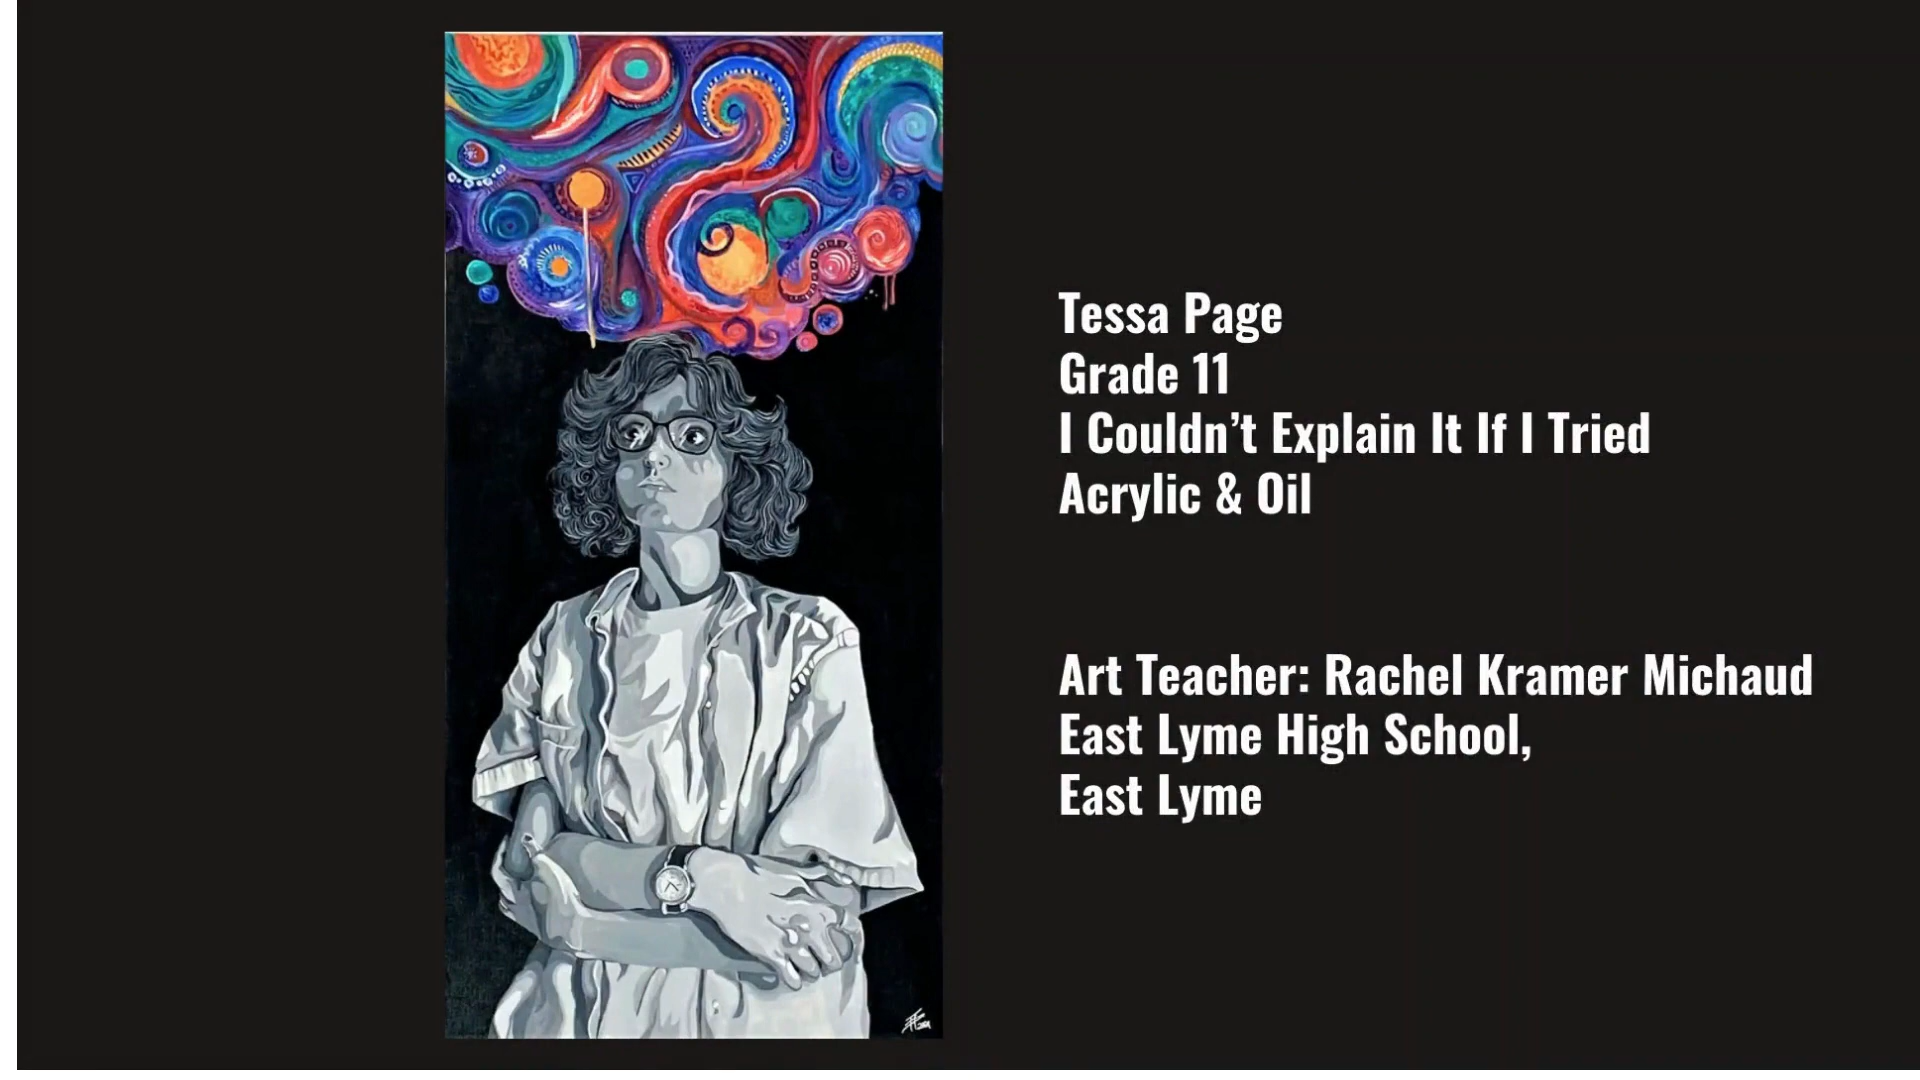 Tessa Page
Grade 11
I Couldn’t Explain It If I Tried
Acrylic & Oil
Art Teacher: Rachel Kramer Michaud
East Lyme High School,
East Lyme